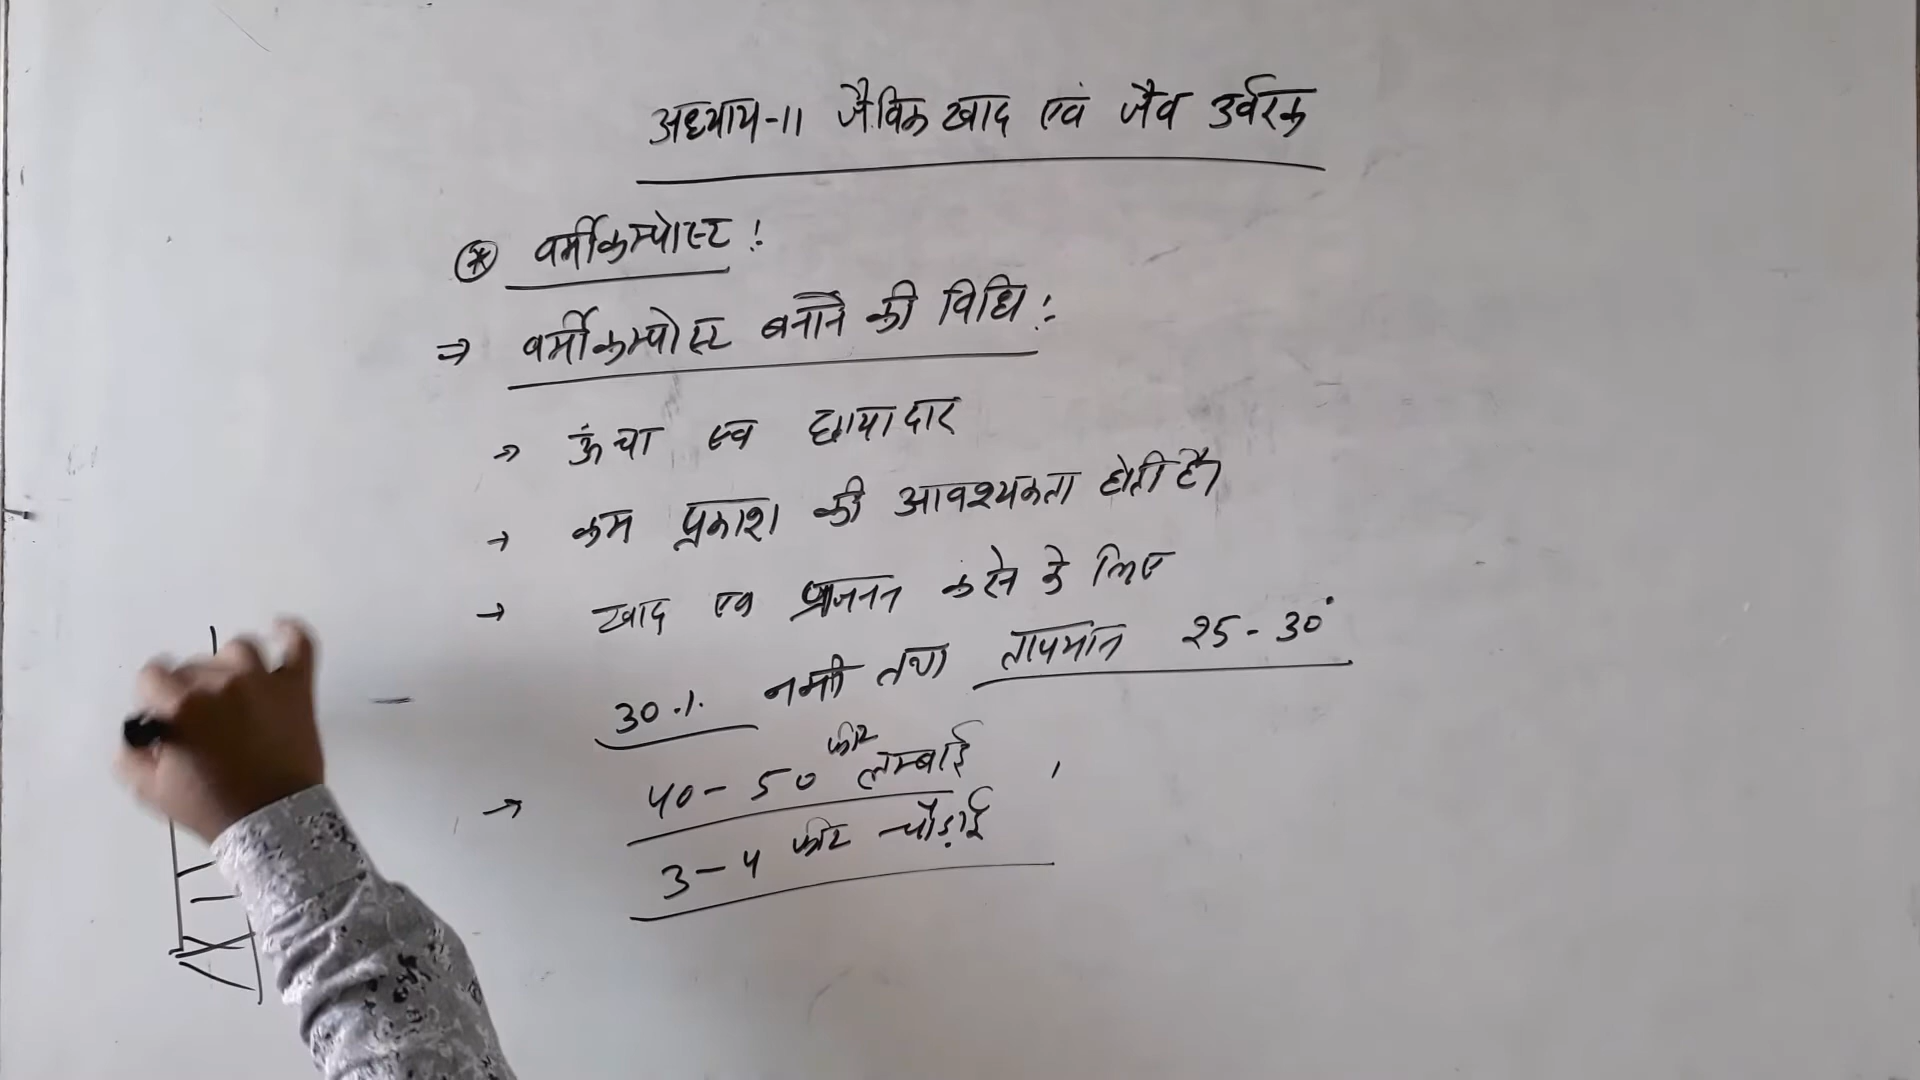 अध्याय-11 जैविक खाद एवं जैव उर्वरक
* वर्मीकम्पोस्ट :
⇒ वर्मीकम्पोस्ट बनाने की विधि :-
→ ऊंचा एव छायादार
→ कम प्रकाश की आवश्यकता होती है।
→ खाद एव प्रजनन करने के लिए
30% नमी तथा तापमान 25-30°
→ 40-50 फीट लम्बाई
3-4 फीट चौड़ाई